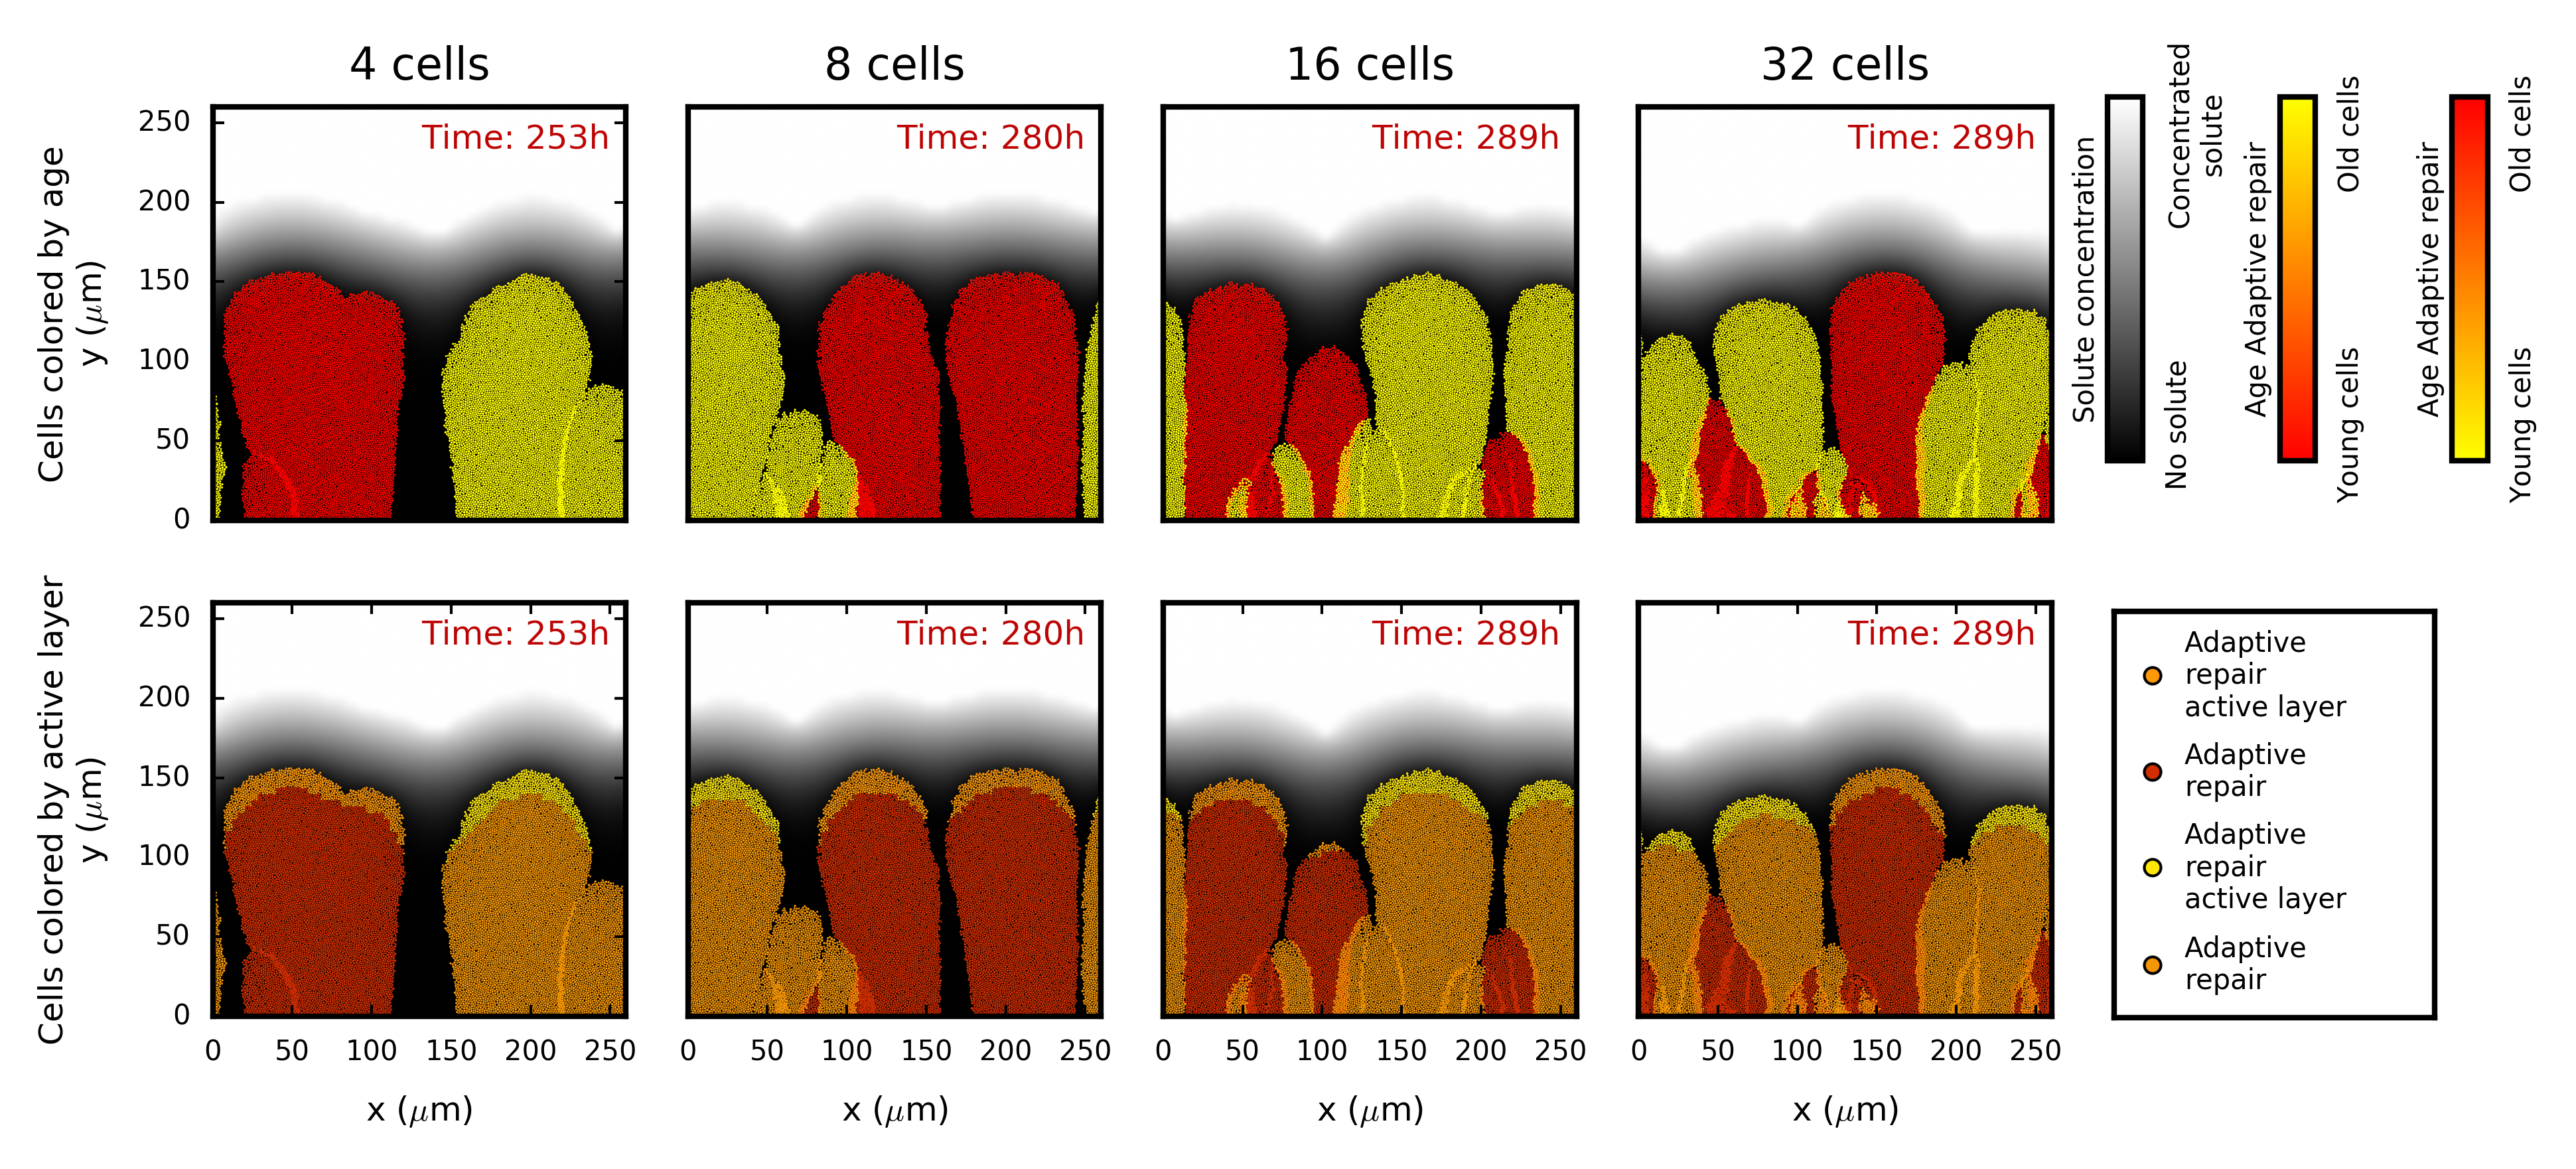 4 cells
8 cells
16 cells
32 cells
Cells colored by age
y (μm)
250
200
150
100
50
0
Time: 253h
Time: 280h
Time: 289h
Time: 289h
Solute concentration
No solute
Concentrated
solute
Age Adaptive repair
Young cells
Old cells
Age Adaptive repair
Young cells
Old cells
Cells colored by active layer
y (μm)
250
200
150
100
50
0
Time: 253h
Time: 280h
Time: 289h
Time: 289h
0 50 100 150 200 250
0 50 100 150 200 250
0 50 100 150 200 250
0 50 100 150 200 250
x (μm)
x (μm)
x (μm)
x (μm)
Adaptive
repair
active layer
Adaptive
repair
Adaptive
repair
active layer
Adaptive
repair